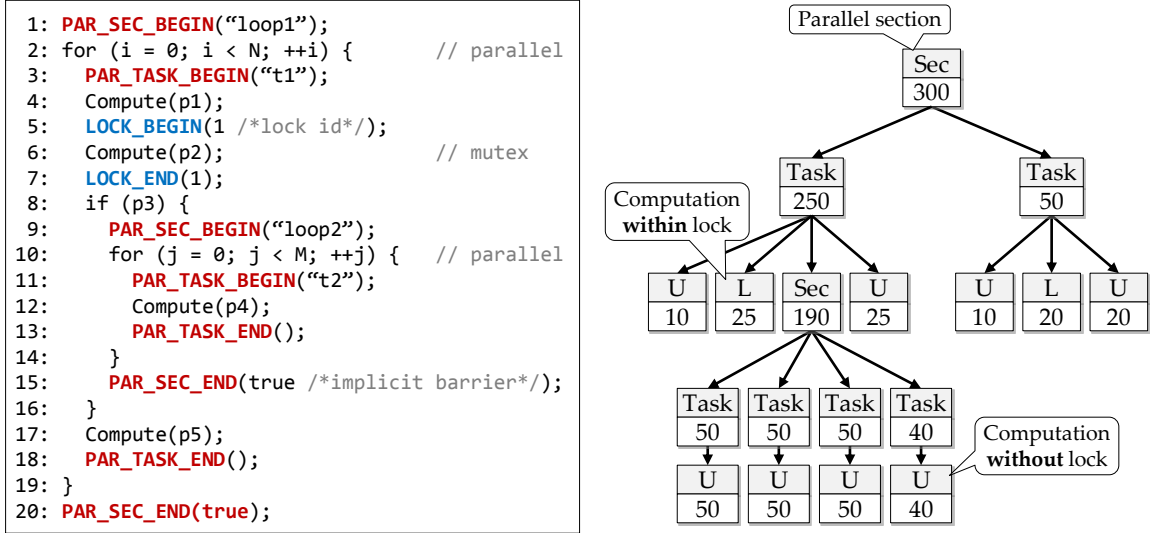 1: PAR_SEC_BEGIN(“loop1”);
2: for (i = 0; i < N; ++i) { // parallel
3: PAR_TASK_BEGIN(“t1”);
4: Compute(p1);
5: LOCK_BEGIN(1 /*lock id*/);
6: Compute(p2); // mutex
7: LOCK_END(1);
8: if (p3) {
9: PAR_SEC_BEGIN(“loop2”);
10: for (j = 0; j < M; ++j) { // parallel
11: PAR_TASK_BEGIN(“t2”);
12: Compute(p4);
13: PAR_TASK_END();
14: }
15: PAR_SEC_END(true /*implicit barrier*/);
16: }
17: Compute(p5);
18: PAR_TASK_END();
19: }
20: PAR_SEC_END(true);
Parallel section
Sec
300
Task Task
250 50
Computation
within lock
U L Sec U U L U
10 25 190 25 10 20 20
Task Task Task Task
50 50 50 40
Computation
without lock
U U U U
50 50 50 40